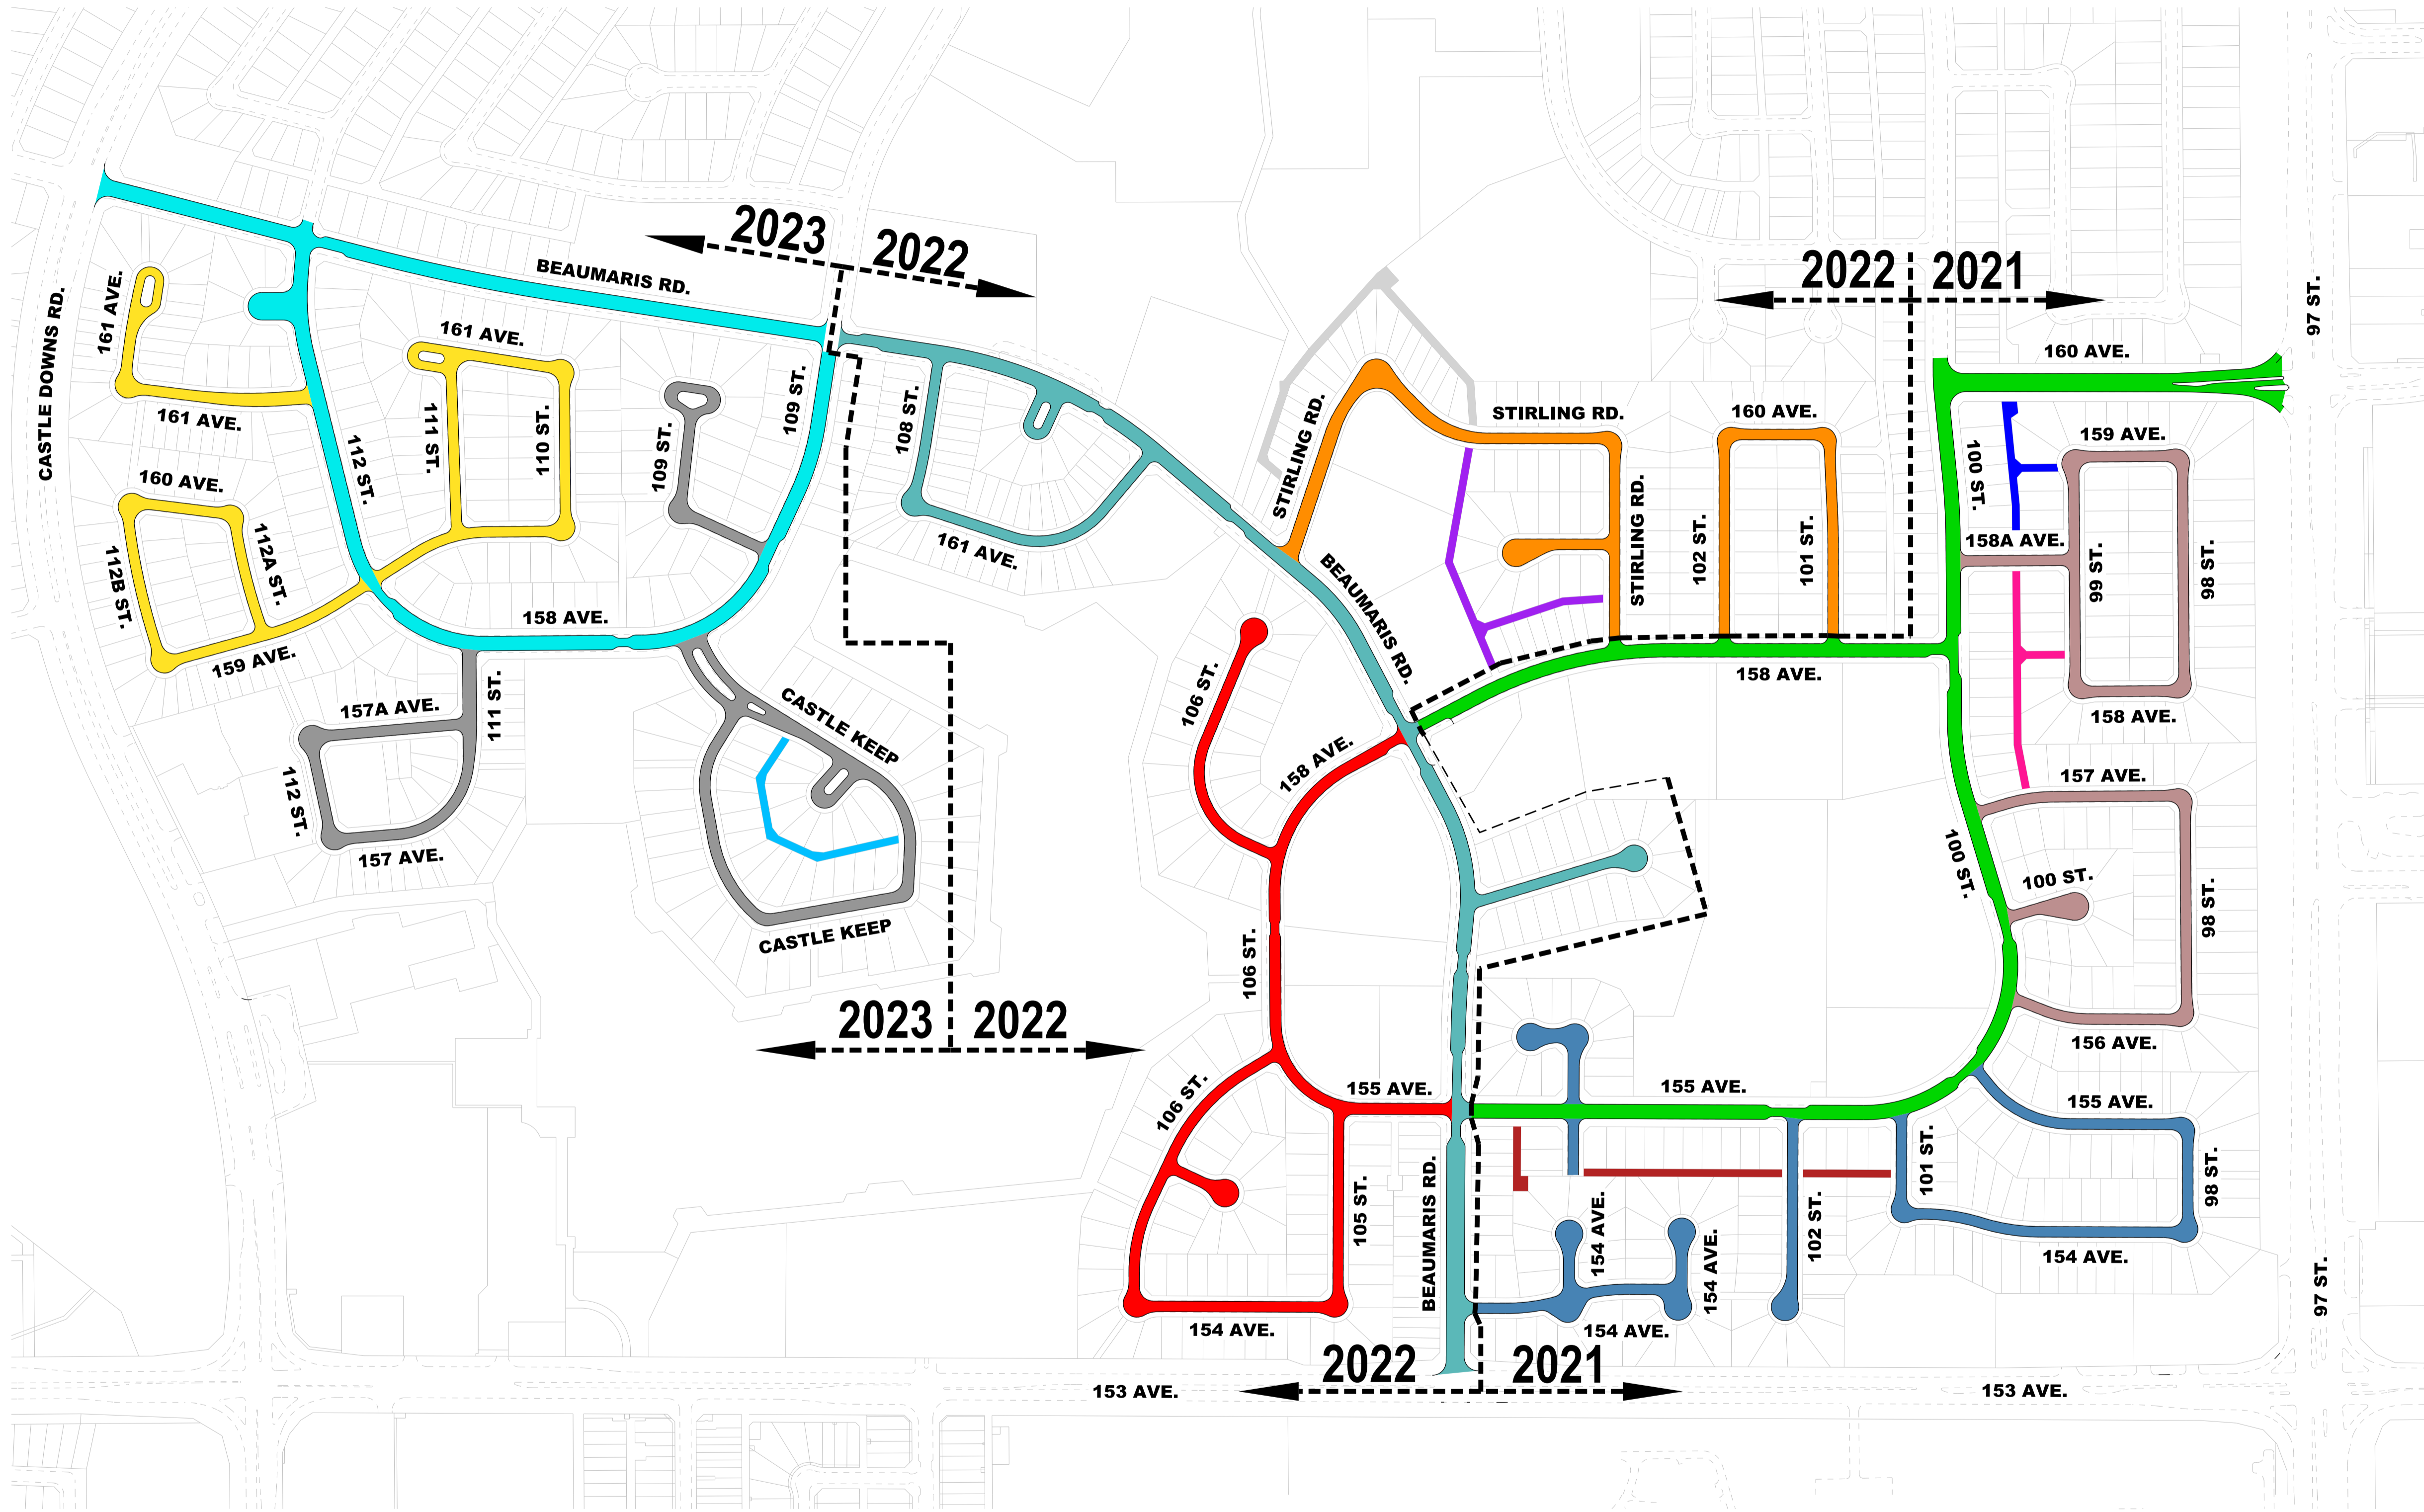 2023
2022
BEAUMARIS RD.
2022
2021
97 ST.
161 AVE.
CASTLE DOWNS RD.
161 AVE.
161 AVE.
111 ST.
110 ST.
109 ST.
109 ST.
112 ST.
160 AVE.
112A ST.
112B ST.
159 AVE.
158 AVE.
157A AVE.
111 ST.
112 ST.
157 AVE.
CASTLE KEEP
CASTLE KEEP
2023
2022
108 ST.
161 AVE.
STIRLING RD.
STIRLING RD.
STIRLING RD.
BEAUMARIS RD.
160 AVE.
102 ST.
101 ST.
160 AVE.
100 ST.
159 AVE.
158A AVE.
99 ST.
98 ST.
158 AVE.
158 AVE.
157 AVE.
100 ST.
100 ST.
98 ST.
156 AVE.
106 ST.
158 AVE.
106 ST.
106 ST.
155 AVE.
155 AVE.
155 AVE.
105 ST.
BEAUMARIS RD.
154 AVE.
154 AVE.
154 AVE.
154 AVE.
102 ST.
101 ST.
98 ST.
154 AVE.
97 ST.
2022
2021
153 AVE.
153 AVE.